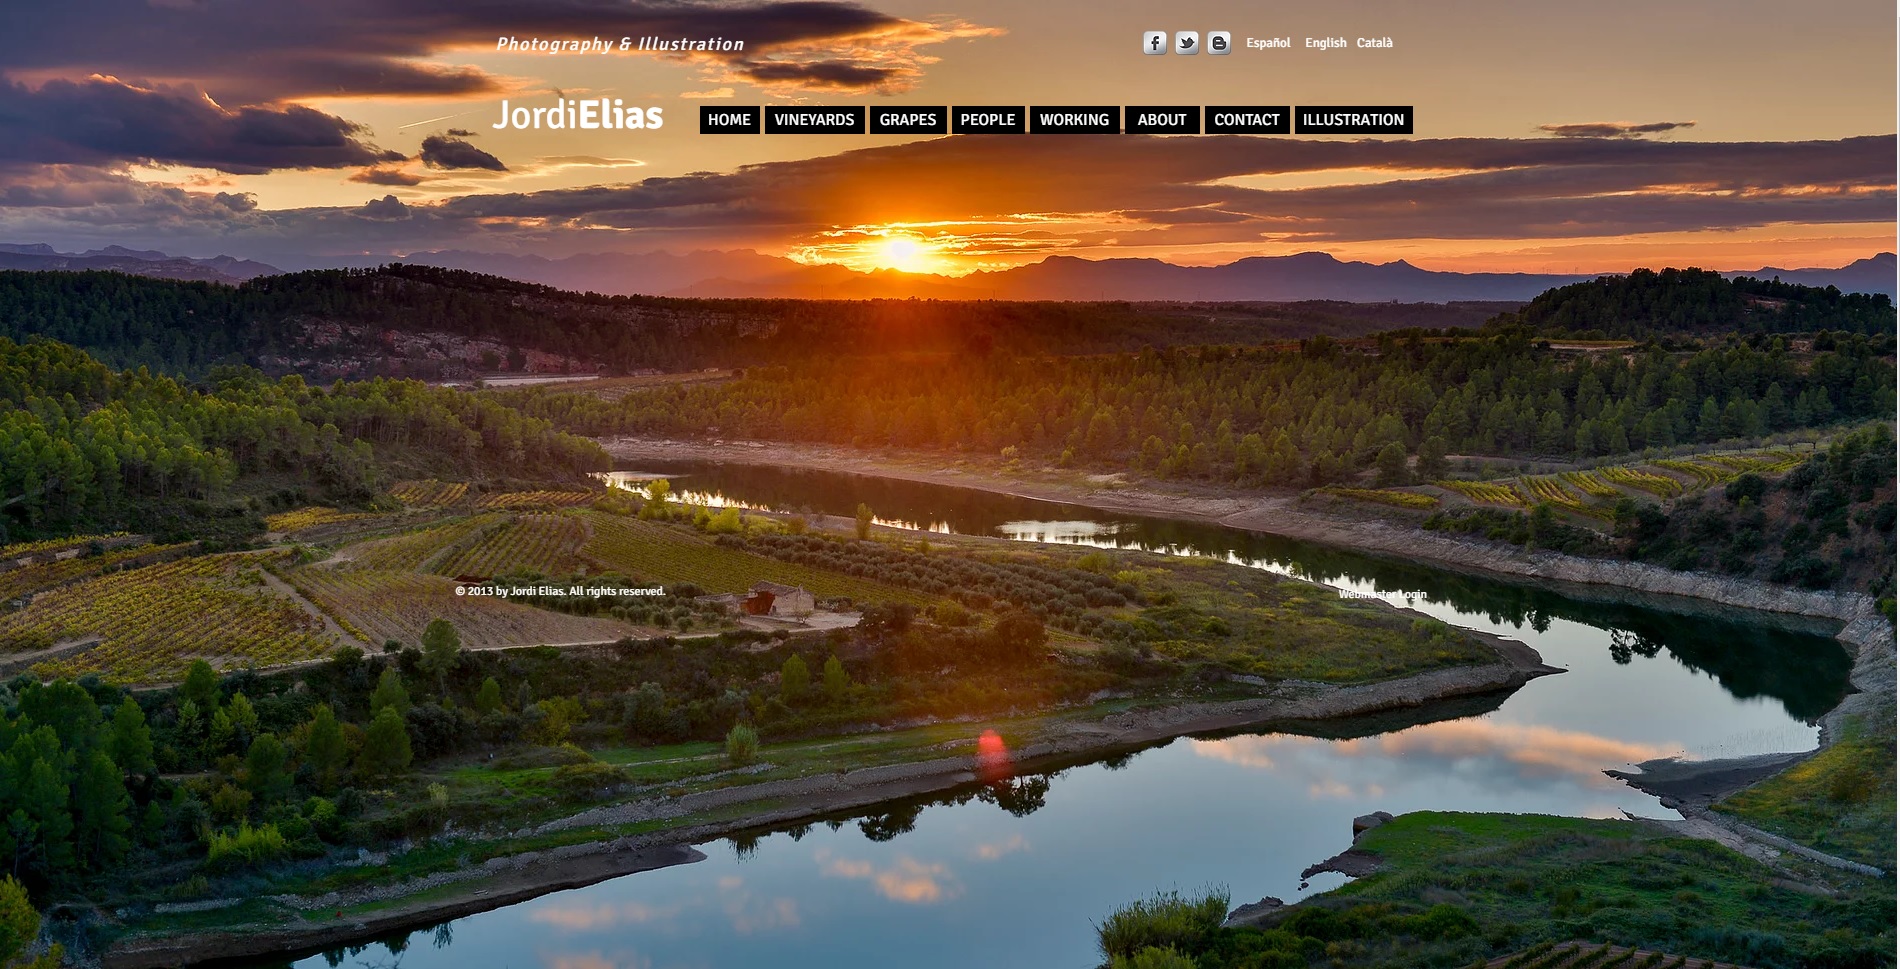 Photography & Illustration
Español English Català
JordiElias
HOME VINEYARDS GRAPES PEOPLE WORKING ABOUT CONTACT ILLUSTRATION
© 2013 by Jordi Elias. All rights reserved.
Webmaster Login